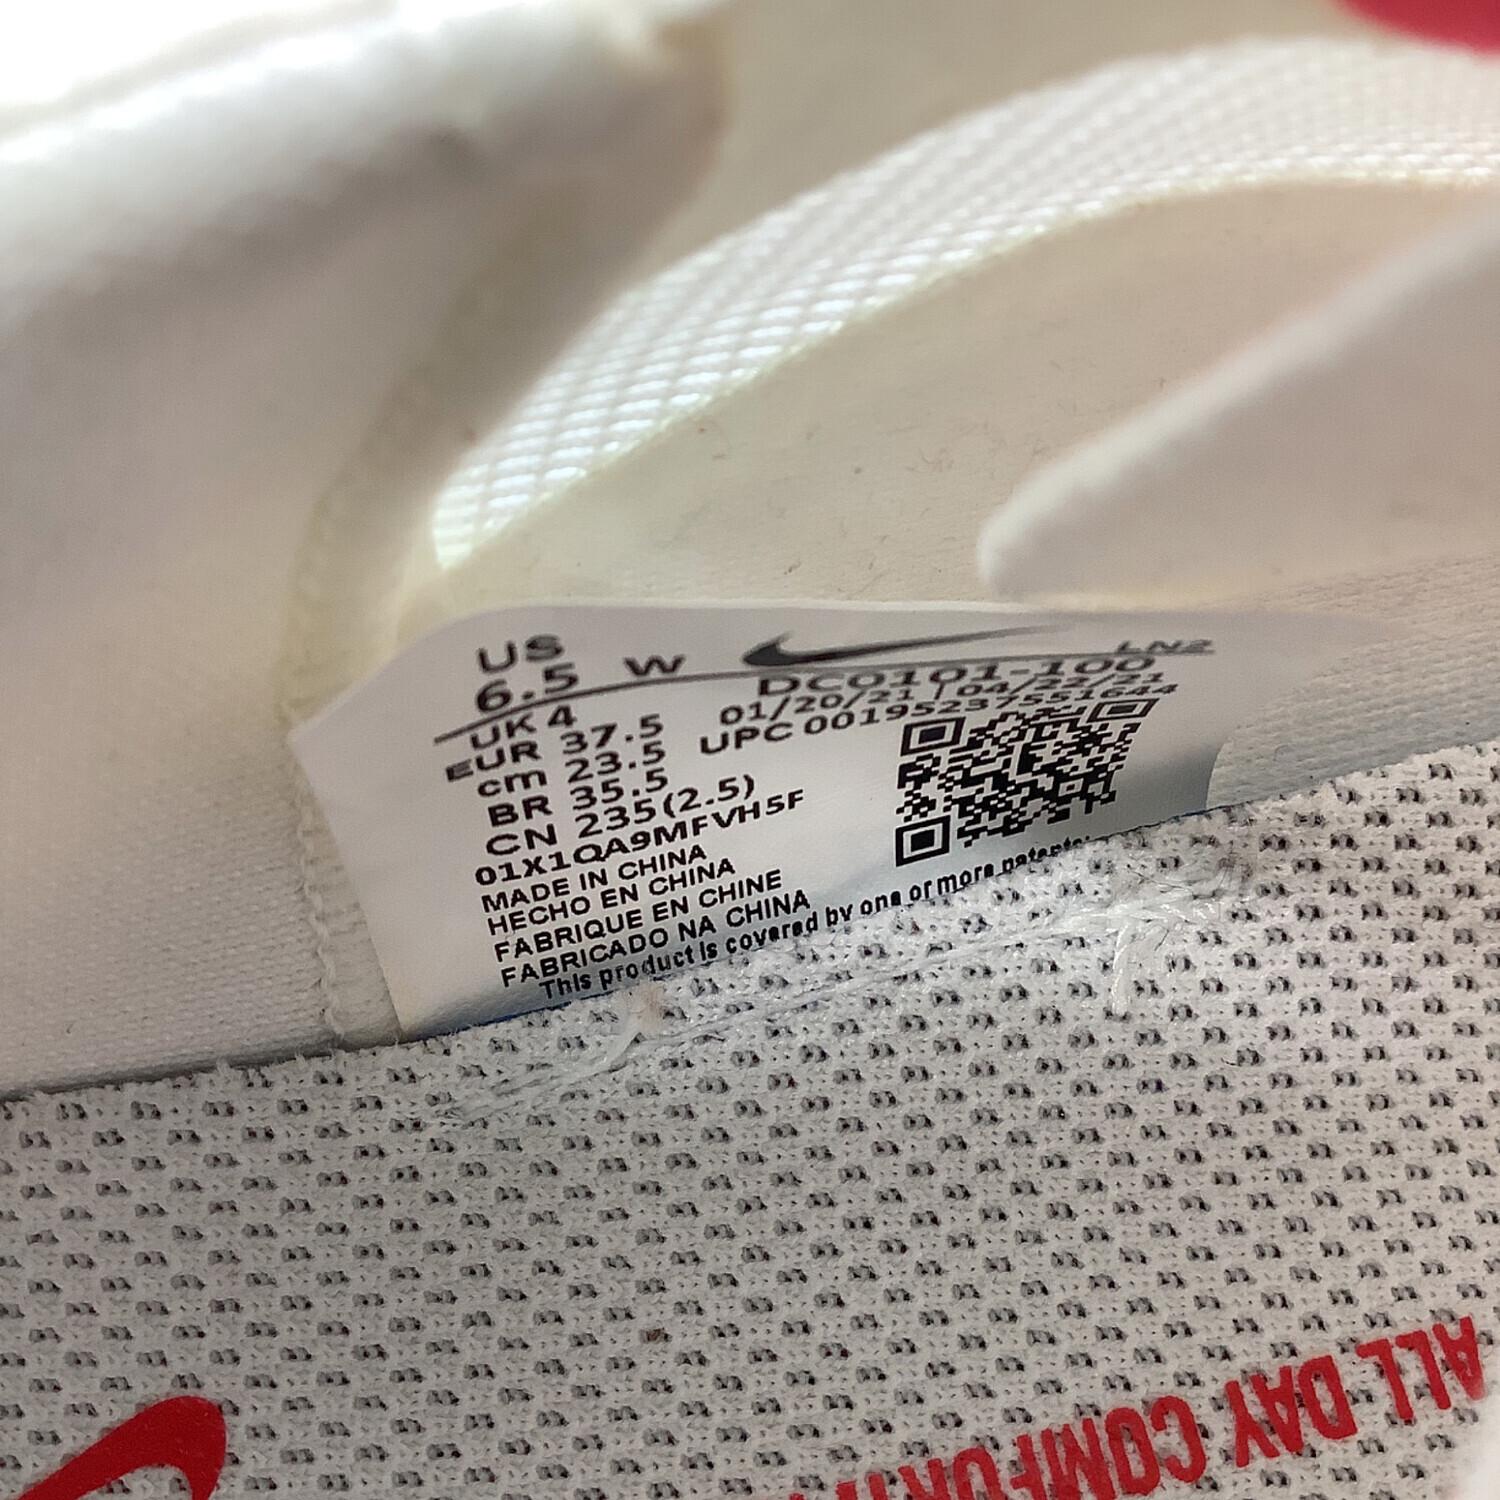 US
6.5 W
LN2
UK 4
DC0101-100
EUR 37.5
01/20/21 | 04/22/21
cm 23.5
UPC 00195237551644
BR 35.5
CN 235(2.5)
01X1QA9MFVH5F
MADE IN CHINA
HECHO EN CHINA
FABRIQUE EN CHINE
FABRICADO NA CHINA
This product is covered by one or more patents:
ALL DAY COMFORT